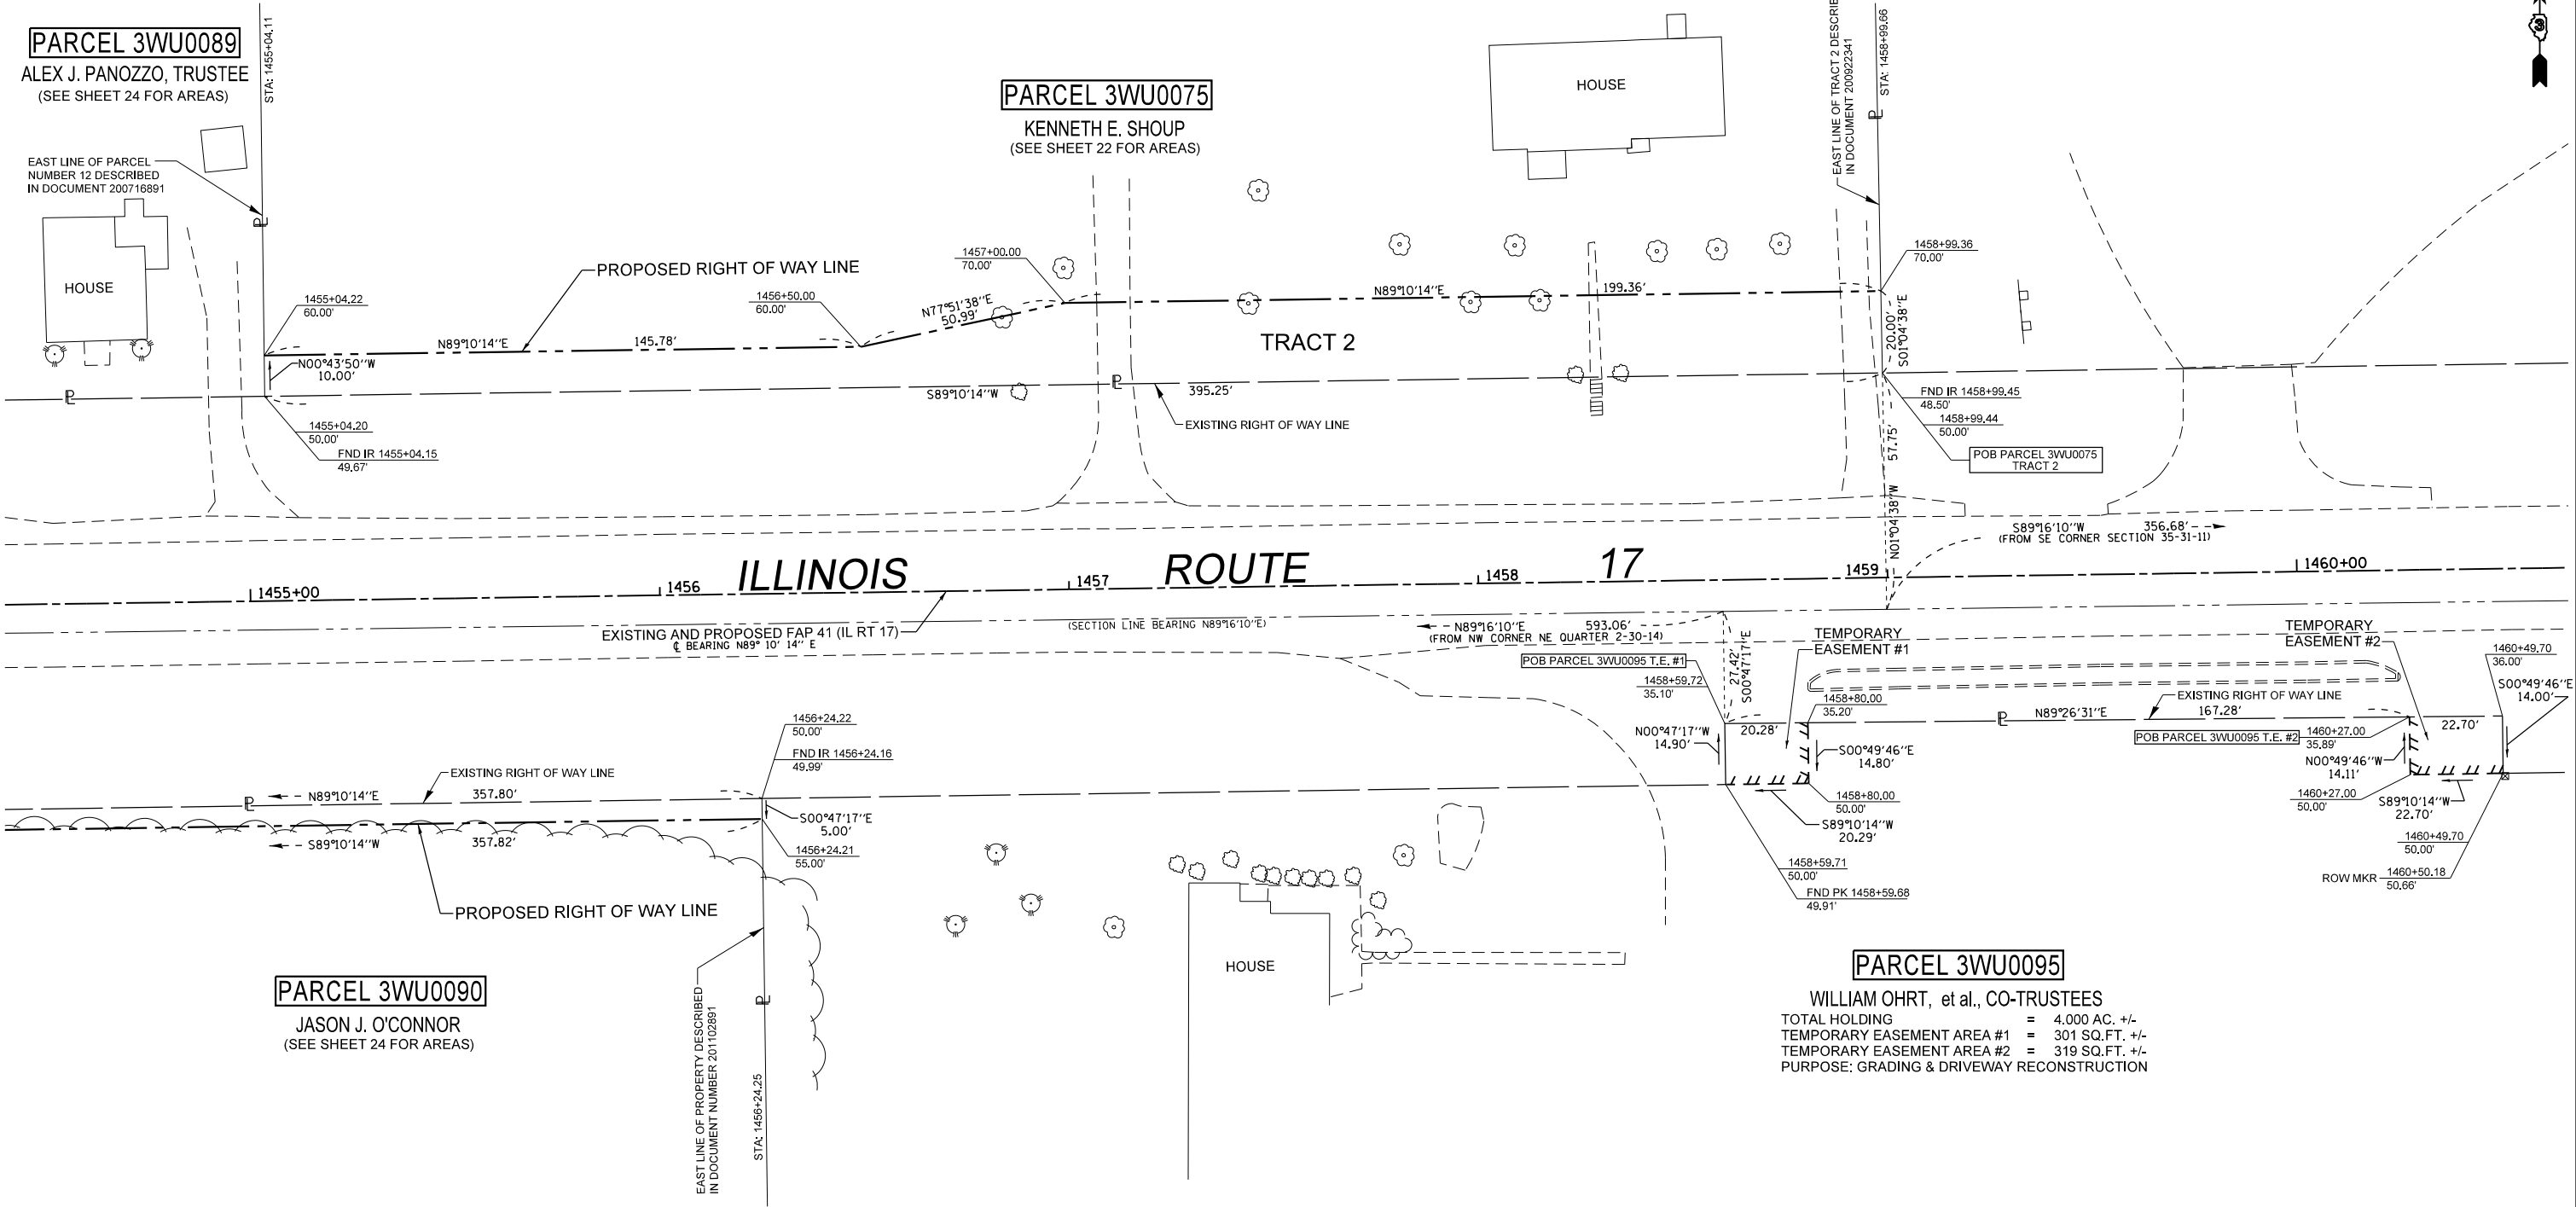 PARCEL 3WU0089
ALEX J. PANOZZO, TRUSTEE
(SEE SHEET 24 FOR AREAS)
STA: 1455+04.11
EAST LINE OF PARCEL
NUMBER 12 DESCRIBED
IN DOCUMENT 200716891
HOUSE
PARCEL 3WU0075
KENNETH E. SHOUP
(SEE SHEET 22 FOR AREAS)
HOUSE
EAST LINE OF TRACT 2 DESCRIBE
IN DOCUMENT 200922341
STA: 1458+99.66
3
PROPOSED RIGHT OF WAY LINE
1455+04.22
60.00'
1456+50.00
60.00'
1457+00.00
70.00'
1458+99.36
70.00'
N89°10'14"E 145.78'
N77°51'38"E
50.99'
N89°10'14"E 199.36'
TRACT 2
20.00'
S01°04'38"E
N00°43'50"W
10.00'
S89°10'14"W 395.25'
EXISTING RIGHT OF WAY LINE
1455+04.20
50.00'
FND IR 1455+04.15
49.67'
FND IR 1458+99.45
48.50'
1458+99.44
50.00'
POB PARCEL 3WU0075
TRACT 2
57.75'
N01°04'38"W
S89°16'10"W 356.68'
(FROM SE CORNER SECTION 35-31-11)
ILLINOIS ROUTE 17
1455+00
1456
1457
1458
1459
1460+00
EXISTING AND PROPOSED FAP 41 (IL RT 17)
℄ BEARING N89° 10' 14" E
(SECTION LINE BEARING N89°16'10"E)
N89°16'10"E 593.06'
(FROM NW CORNER NE QUARTER 2-30-14)
27.42'
S00°47'17"E
POB PARCEL 3WU0095 T.E. #1
1458+59.72
35.10'
TEMPORARY
EASEMENT #1
1458+80.00
35.20'
TEMPORARY
EASEMENT #2
1460+49.70
36.00'
S00°49'46"E
14.00'
EXISTING RIGHT OF WAY LINE
N89°26'31"E 167.28'
POB PARCEL 3WU0095 T.E. #2
1460+27.00
35.89'
22.70'
N00°47'17"W
14.90'
20.28'
S00°49'46"E
14.80'
N00°49'46"W
14.11'
1458+80.00
50.00'
S89°10'14"W
20.29'
1460+27.00
50.00'
S89°10'14"W
22.70'
1460+49.70
50.00'
ROW MKR
1460+50.18
50.66'
1458+59.71
50.00'
FND PK 1458+59.68
49.91'
1456+24.22
50.00'
FND IR 1456+24.16
49.99'
EXISTING RIGHT OF WAY LINE
N89°10'14"E 357.80'
S89°10'14"W 357.82'
S00°47'17"E
5.00'
1456+24.21
55.00'
PROPOSED RIGHT OF WAY LINE
PARCEL 3WU0090
JASON J. O'CONNOR
(SEE SHEET 24 FOR AREAS)
EAST LINE OF PROPERTY DESCRIBED
IN DOCUMENT NUMBER 201102891
STA: 1456+24.25
HOUSE
PARCEL 3WU0095
WILLIAM OHRT, et al., CO-TRUSTEES
TOTAL HOLDING = 4.000 AC. +/-
TEMPORARY EASEMENT AREA #1 = 301 SQ.FT. +/-
TEMPORARY EASEMENT AREA #2 = 319 SQ.FT. +/-
PURPOSE: GRADING & DRIVEWAY RECONSTRUCTION